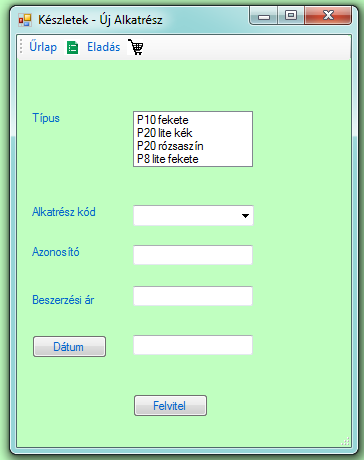 Készletek - Új Alkatrész
Űrlap Eladás
Típus
P10 fekete
P20 lite kék
P20 rózsaszín
P8 lite fekete
Alkatrész kód
Azonosító
Beszerzési ár
Dátum
Felvitel